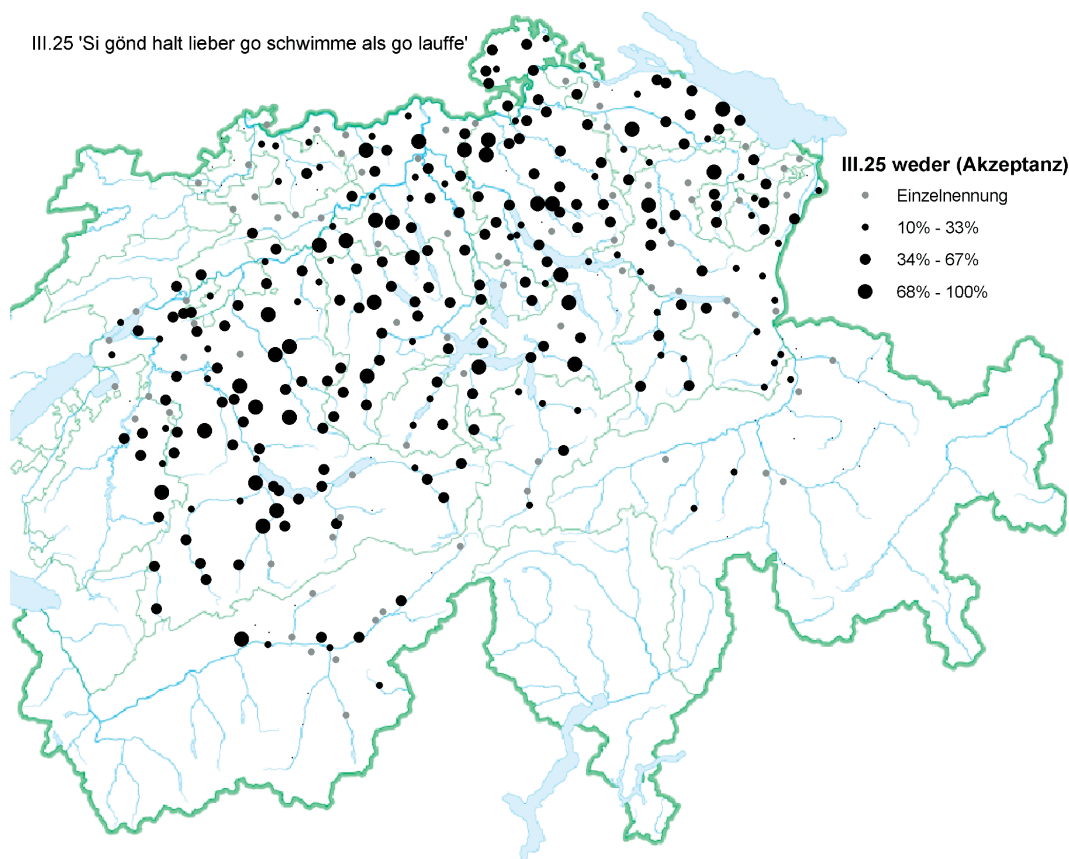 III.25 'Si gönd halt lieber go schwimme als go lauffe'
III.25 weder (Akzeptanz)
Einzelnennung
10% - 33%
34% - 67%
68% - 100%